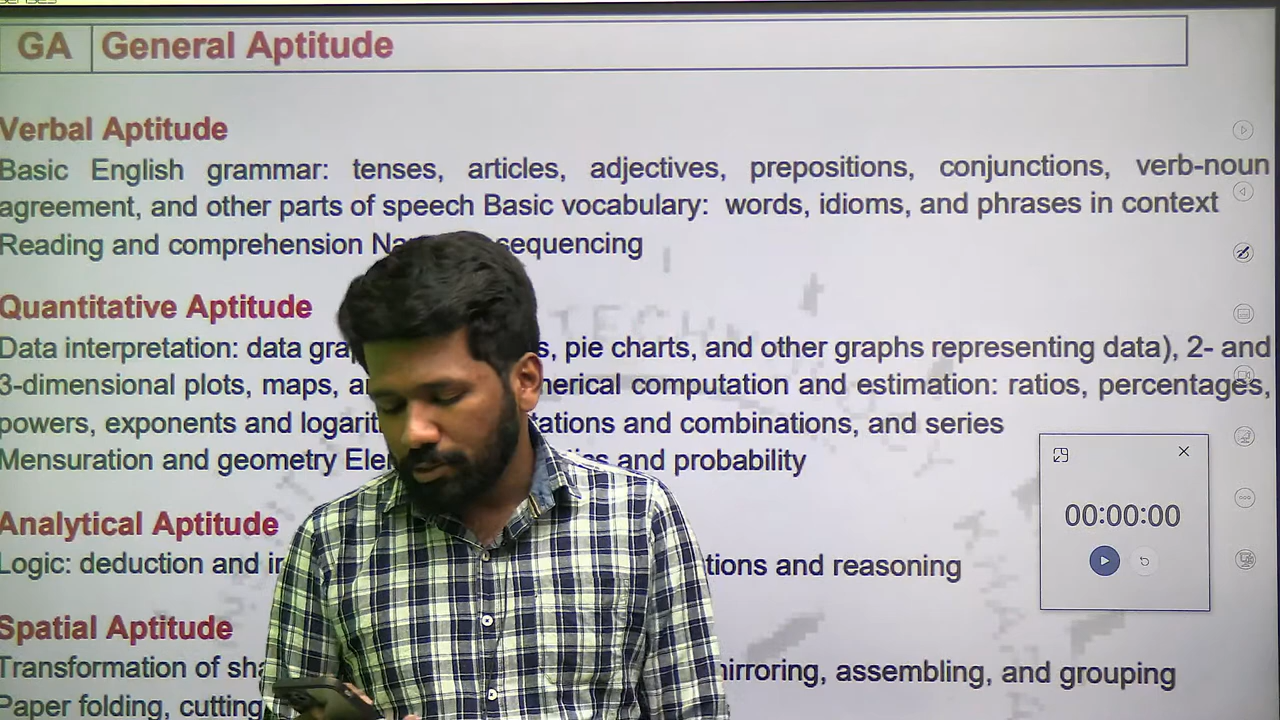 GA General Aptitude
Verbal Aptitude
Basic English grammar: tenses, articles, adjectives, prepositions, conjunctions, verb-noun
agreement, and other parts of speech Basic vocabulary: words, idioms, and phrases in context
Reading and comprehension sequencing
Quantitative Aptitude
Data interpretation: data pie charts, and other graphs representing data), 2- and
3-dimensional plots, maps, computation and estimation: ratios, percentages,
powers, exponents and and combinations, and series
Mensuration and geometry and probability
00:00:00
Analytical Aptitude
Logic: deduction and and reasoning
Spatial Aptitude
Transformation of mirroring, assembling, and grouping
Paper folding, cutting